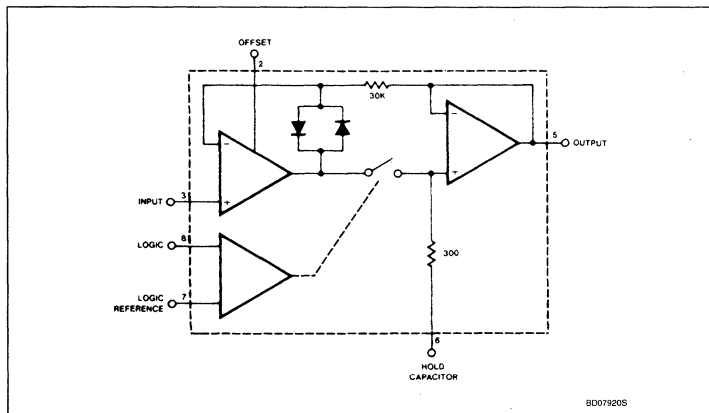 OFFSET
2
30K
−
−
5
OUTPUT
INPUT
3
+
+
LOGIC
8
300
LOGIC
REFERENCE
7
6
HOLD
CAPACITOR
BD07920S